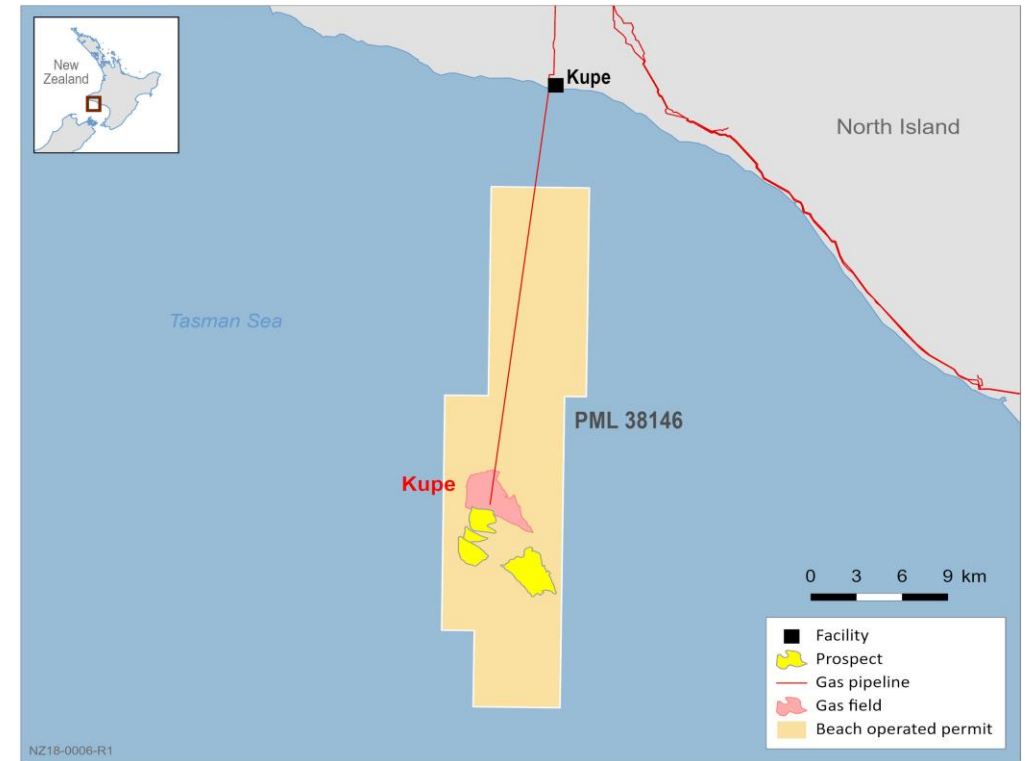 New
Zealand
Kupe
North Island
Tasman Sea
PML 38146
Kupe
0 3 6 9 km
Facility
Prospect
Gas pipeline
Gas field
Beach operated permit
NZ18-0006-R1